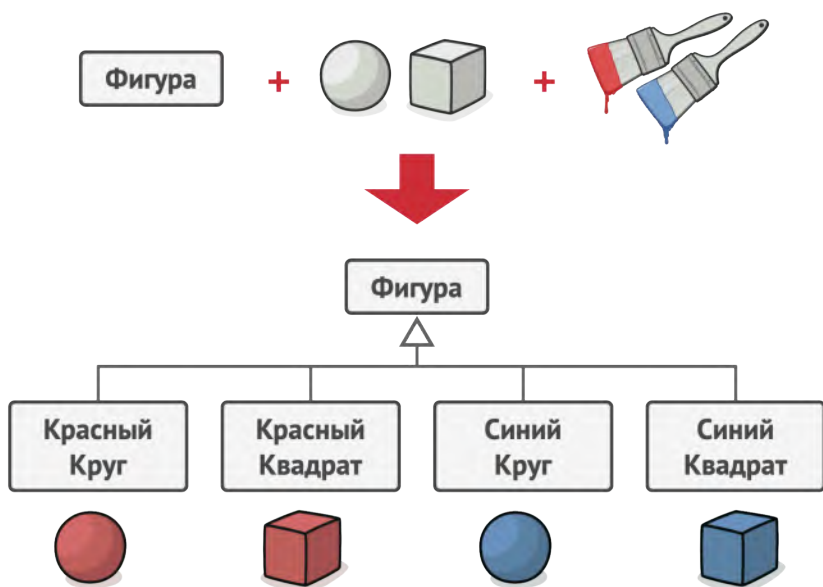 Фигура + +
Фигура
Красный Круг
Красный Квадрат
Синий Круг
Синий Квадрат